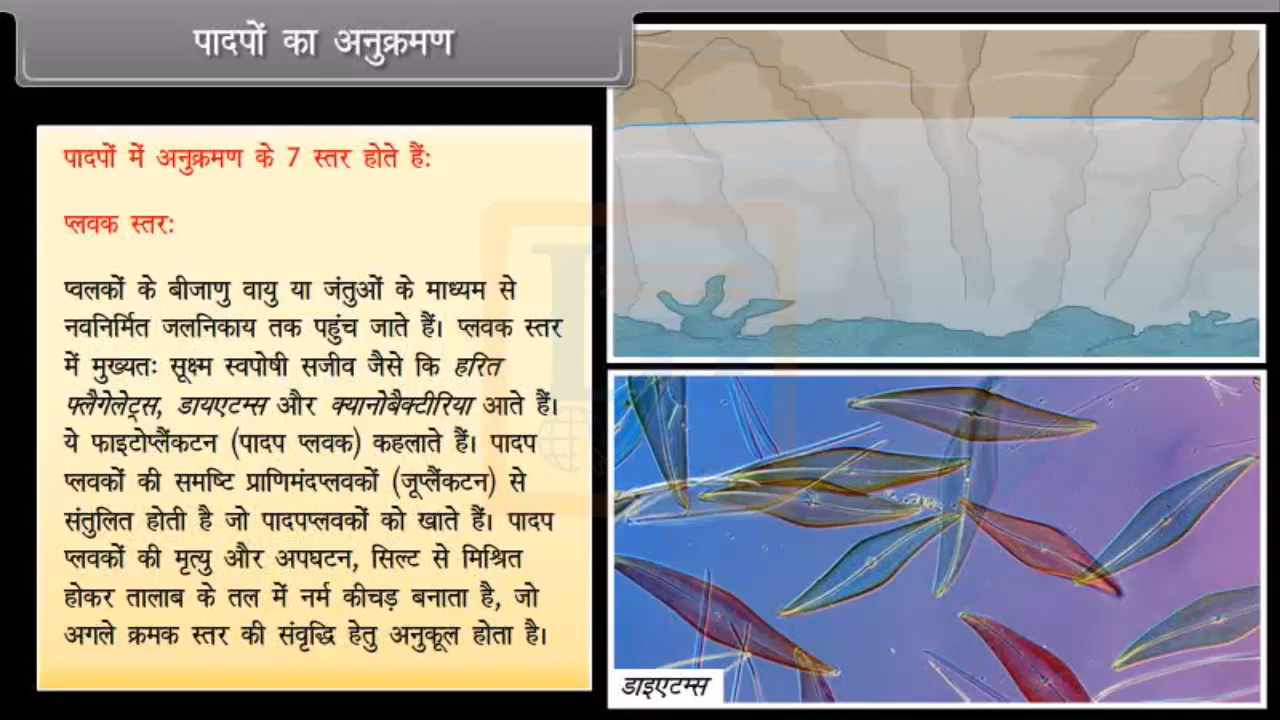 पादपों का अनुक्रमण
पादपों में अनुक्रमण के 7 स्तर होते हैं:
प्लवक स्तर:
प्वलकों के बीजाणु वायु या जंतुओं के माध्यम से
नवनिर्मित जलनिकाय तक पहुंच जाते हैं। प्लवक स्तर
में मुख्यतः सूक्ष्म स्वपोषी सजीव जैसे कि हरित
फ्लैगेलेट्स, डायएटम्स और क्यानोबैक्टीरिया आते हैं।
ये फाइटोप्लैंकटन (पादप प्लवक) कहलाते हैं। पादप
प्लवकों की समष्टि प्राणिमंदप्लवकों (जूप्लैंकटन) से
संतुलित होती है जो पादपप्लवकों को खाते हैं। पादप
प्लवकों की मृत्यु और अपघटन, सिल्ट से मिश्रित
होकर तालाब के तल में नर्म कीचड़ बनाता है, जो
अगले क्रमक स्तर की संवृद्धि हेतु अनुकूल होता है।
डाइएटम्स